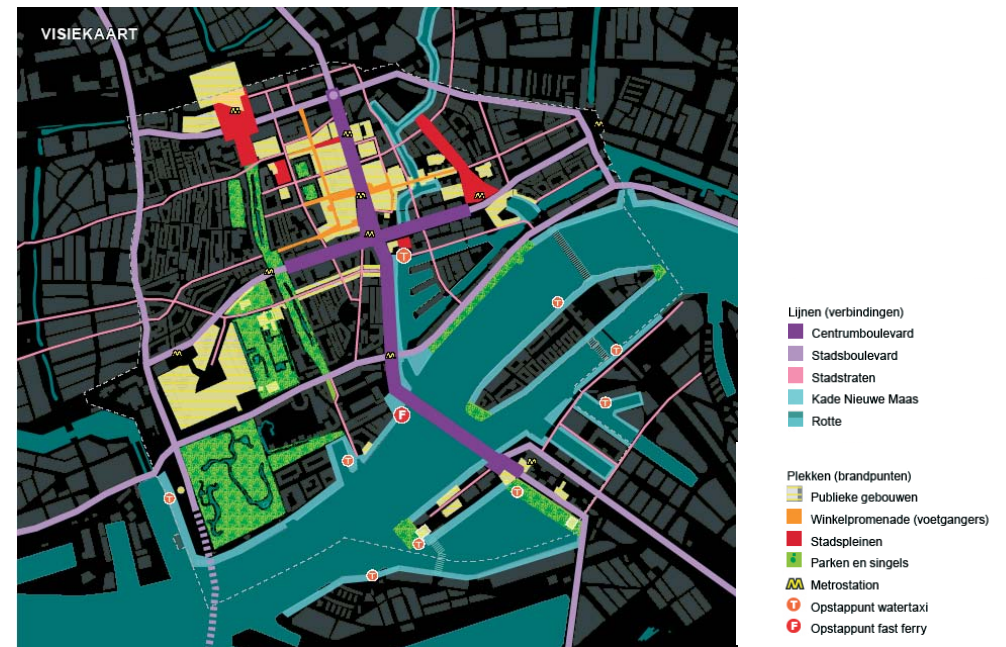 VISIEKAART
Lijnen (verbindingen)
Centrumboulevard
Stadsboulevard
Stadstraten
Kade Nieuwe Maas
Rotte
Plekken (brandpunten)
Publieke gebouwen
Winkelpromenade (voetgangers)
Stadspleinen
Parken en singels
M Metrostation
T Opstappunt watertaxi
F Opstappunt fast ferry